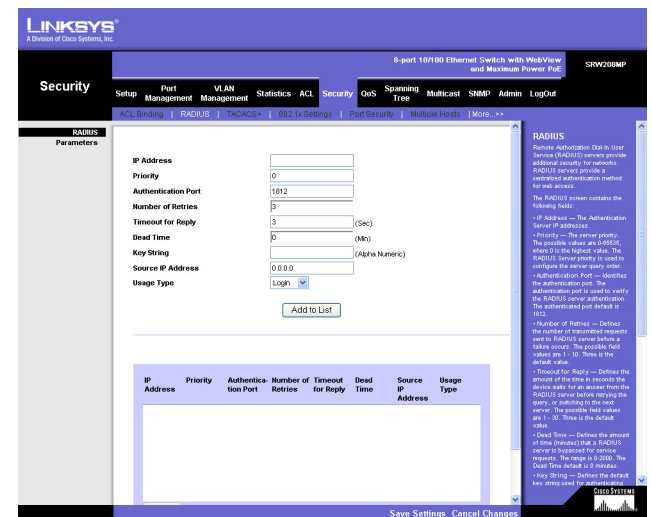 LINKSYS®
A Division of Cisco Systems, Inc.
8-port 10/100 Ethernet Switch with WebView
and Maximum Power PoE
SRW208MP
Security
Setup Port Management VLAN Management Statistics ACL Security QoS Spanning Tree Multicast SNMP Admin LogOut
ACL Binding | RADIUS | TACACS+ | 802.1x Settings | Port Security | Multiple Hosts | More...>>
RADIUS
Parameters
IP Address
Priority 0
Authentication Port 1812
Number of Retries 3
Timeout for Reply 3 (Sec)
Dead Time 0 (Min)
Key String (Alpha Numeric)
Source IP Address 0.0.0.0
Usage Type Login
Add to List
IP Address Priority Authentica-tion Port Number of Retries Timeout for Reply Dead Time Source IP Address Usage Type
RADIUS
Remote Authorization Dial-In User
Service (RADIUS) servers provide
additional security for networks.
RADIUS servers provide a
centralized authentication method
for web access.
The RADIUS screen contains the
following fields:
• IP Address — The Authentication
Server IP addresses.
• Priority — The server priority.
The possible values are 0-65535,
where 0 is the highest value. The
RADIUS Server priority is used to
configure the server query order.
• Authentication Port — Identifies
the authentication port. The
authentication port is used to verify
the RADIUS server authentication.
The authenticated port default is
1812.
• Number of Retries — Defines
the number of transmitted requests
sent to RADIUS server before a
failure occurs. The possible field
values are 1 - 10. Three is the
default value.
• Timeout for Reply — Defines the
amount of the time in seconds the
device waits for an answer from the
RADIUS server before retrying the
query, or switching to the next
server. The possible field values
are 1 - 30. Three is the default
value.
• Dead Time — Defines the amount
of time (minutes) that a RADIUS
server is bypassed for service
requests. The range is 0-2000. The
Dead Time default is 0 minutes.
• Key String — Defines the default
key string used for authenticating
Save Settings Cancel Changes
CISCO SYSTEMS